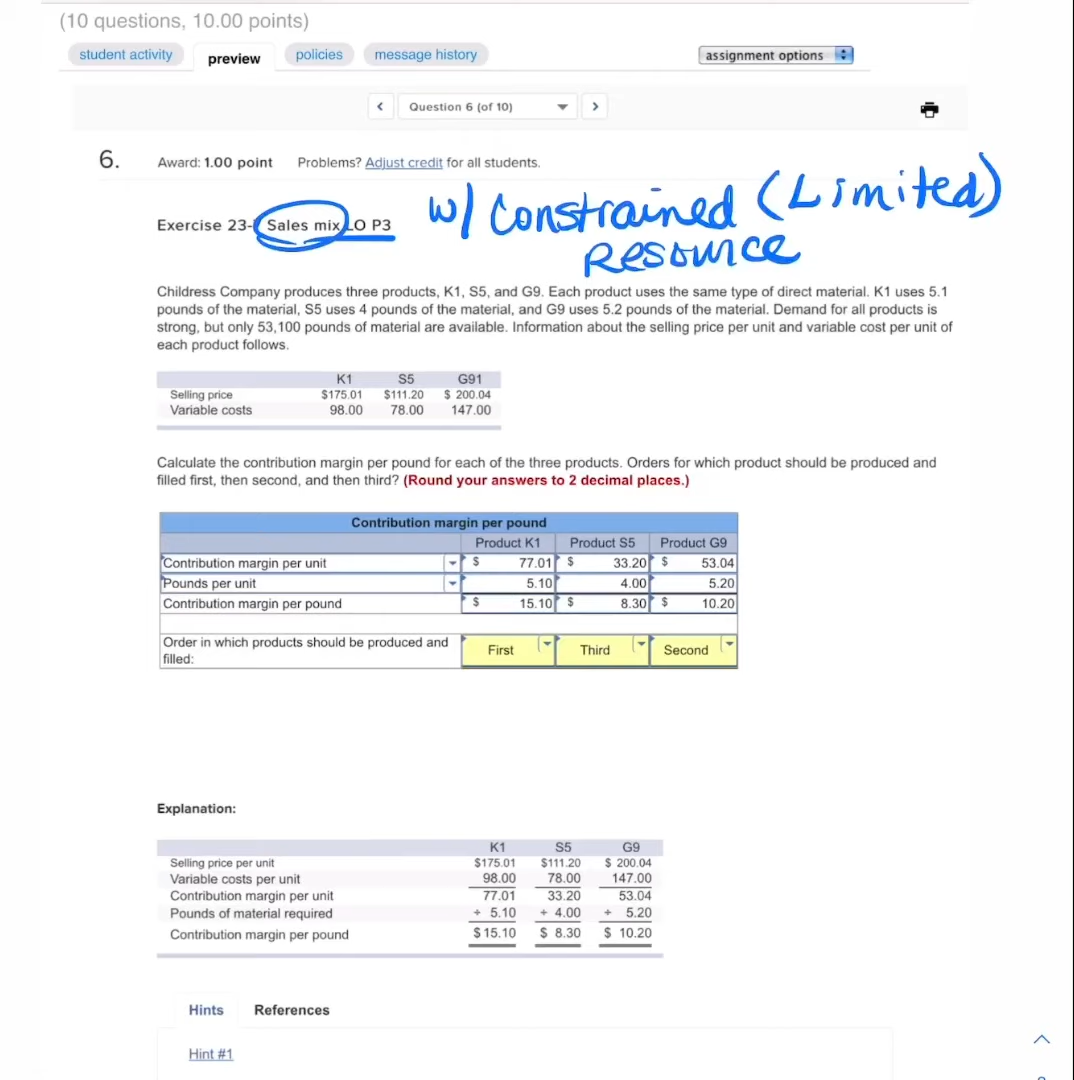 (10 questions, 10.00 points)
student activity preview policies message history assignment options
Question 6 (of 10)
6. Award: 1.00 point Problems? Adjust credit for all students.
w/ Constrained (Limited)
Exercise 23- Sales mix LO P3
Resource
Childress Company produces three products, K1, S5, and G9. Each product uses the same type of direct material. K1 uses 5.1
pounds of the material, S5 uses 4 pounds of the material, and G9 uses 5.2 pounds of the material. Demand for all products is
strong, but only 53,100 pounds of material are available. Information about the selling price per unit and variable cost per unit of
each product follows.
K1 S5 G91
Selling price $175.01 $111.20 $ 200.04
Variable costs 98.00 78.00 147.00
Calculate the contribution margin per pound for each of the three products. Orders for which product should be produced and
filled first, then second, and then third? (Round your answers to 2 decimal places.)
Contribution margin per pound
Product K1 Product S5 Product G9
Contribution margin per unit $ 77.01 $ 33.20 $ 53.04
Pounds per unit 5.10 4.00 5.20
Contribution margin per pound $ 15.10 $ 8.30 $ 10.20
Order in which products should be produced and
filled: First Third Second
Explanation:
K1 S5 G9
Selling price per unit $175.01 $111.20 $ 200.04
Variable costs per unit 98.00 78.00 147.00
Contribution margin per unit 77.01 33.20 53.04
Pounds of material required ÷ 5.10 ÷ 4.00 ÷ 5.20
Contribution margin per pound $15.10 $ 8.30 $ 10.20
Hints References
Hint #1